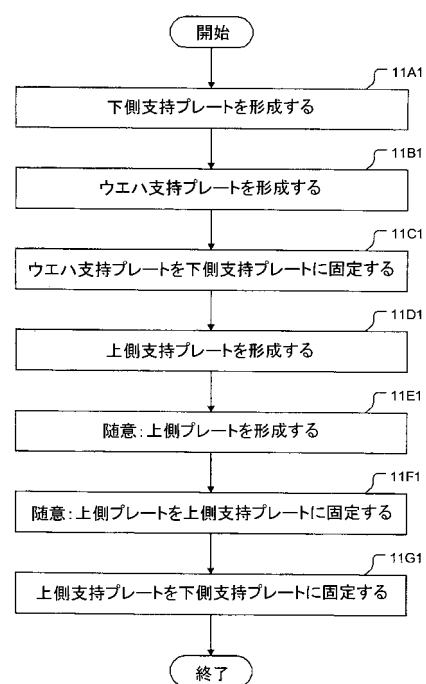 開始
11A1
下側支持プレートを形成する
11B1
ウエハ支持プレートを形成する
11C1
ウエハ支持プレートを下側支持プレートに固定する
11D1
上側支持プレートを形成する
11E1
随意：上側プレートを形成する
11F1
随意：上側プレートを上側支持プレートに固定する
11G1
上側支持プレートを下側支持プレートに固定する
終了